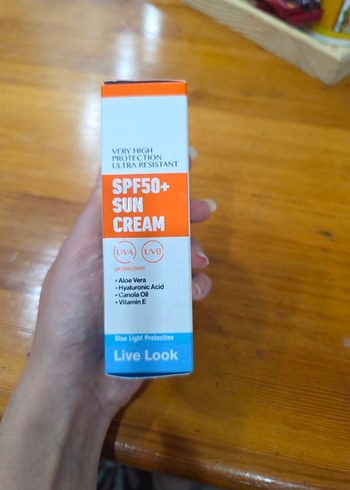 VERY HIGH
PROTECTION
ULTRA RESISTANT
SPF50+
SUN
CREAM
UVA UVB
protection
• Aloe Vera
• Hyaluronic Acid
• Canola Oil
• Vitamin E
Blue Light Protection
Live Look